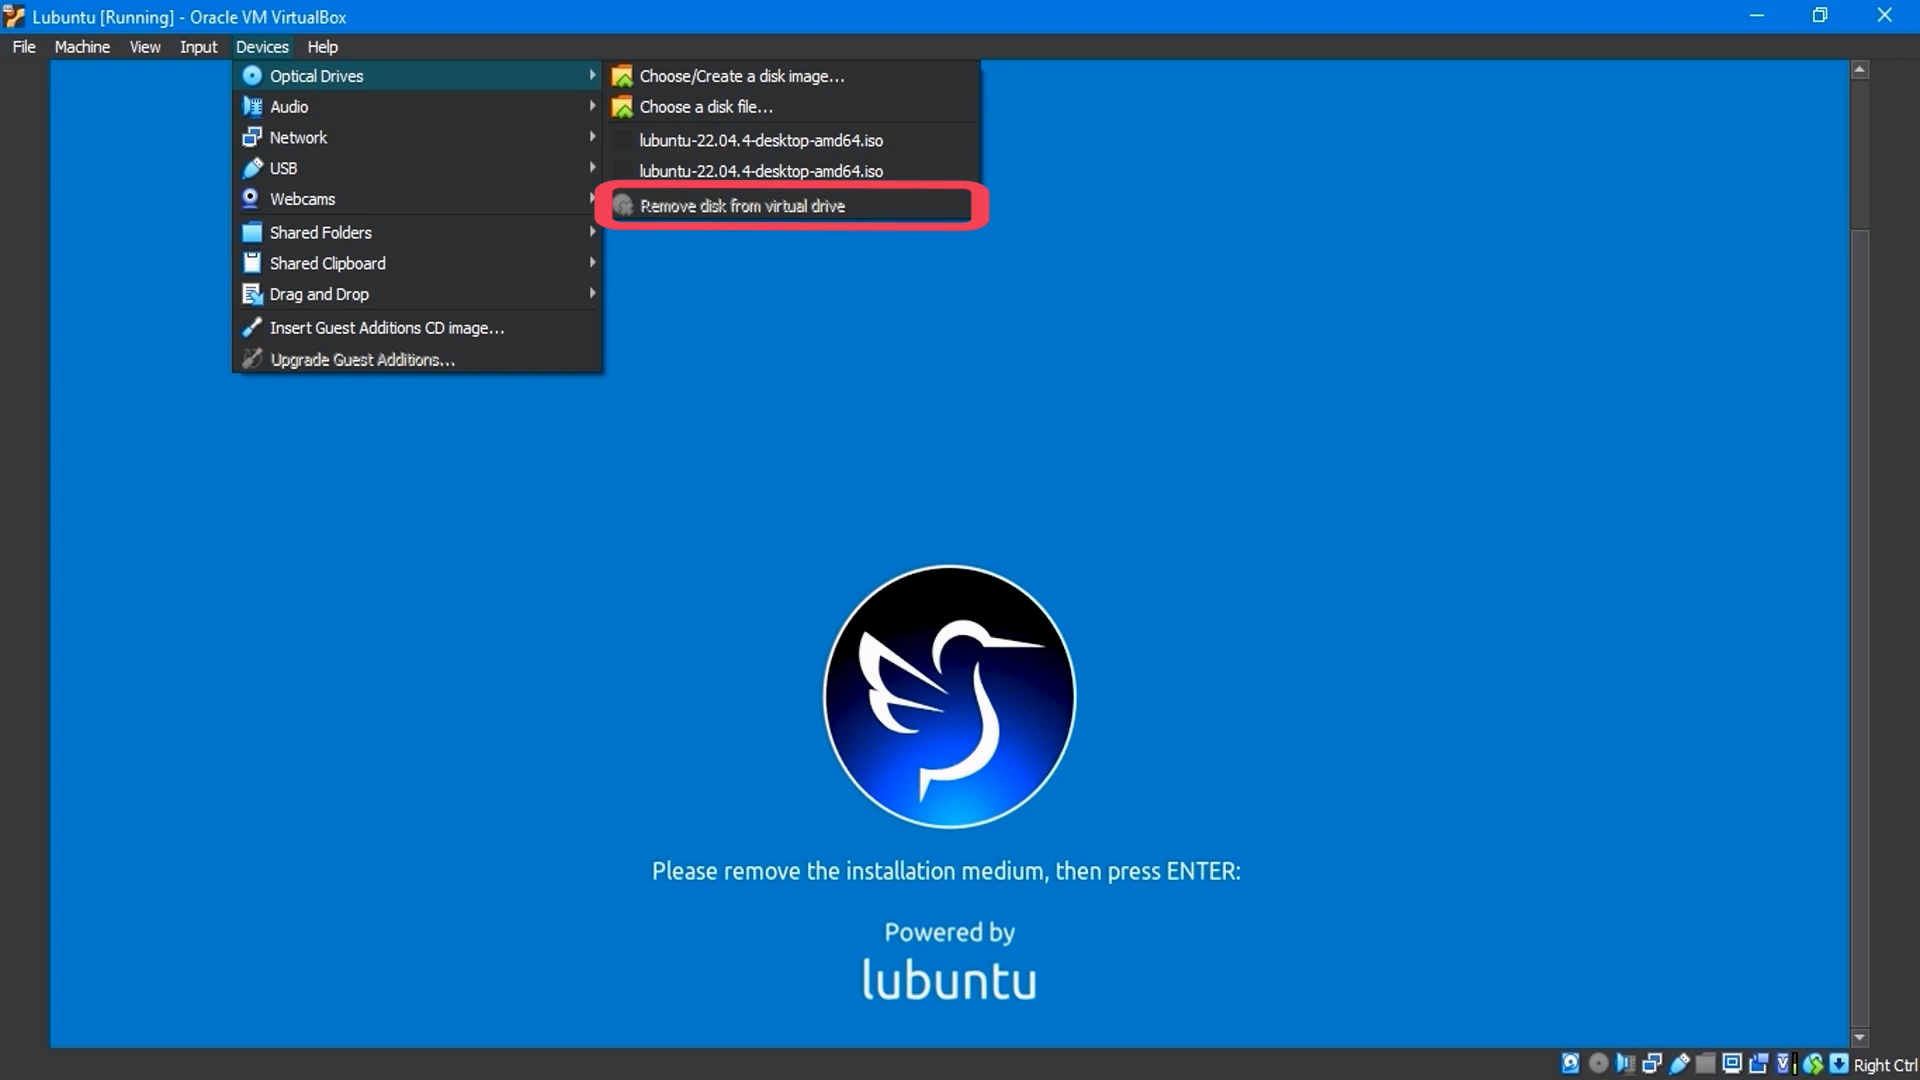 Lubuntu [Running] - Oracle VM VirtualBox
File Machine View Input Devices Help
Optical Drives
Audio
Network
USB
Webcams
Shared Folders
Shared Clipboard
Drag and Drop
Insert Guest Additions CD image...
Upgrade Guest Additions...
Choose/Create a disk image...
Choose a disk file...
lubuntu-22.04.4-desktop-amd64.iso
lubuntu-22.04.4-desktop-amd64.iso
Remove disk from virtual drive
Please remove the installation medium, then press ENTER:
Powered by
lubuntu
Right Ctrl